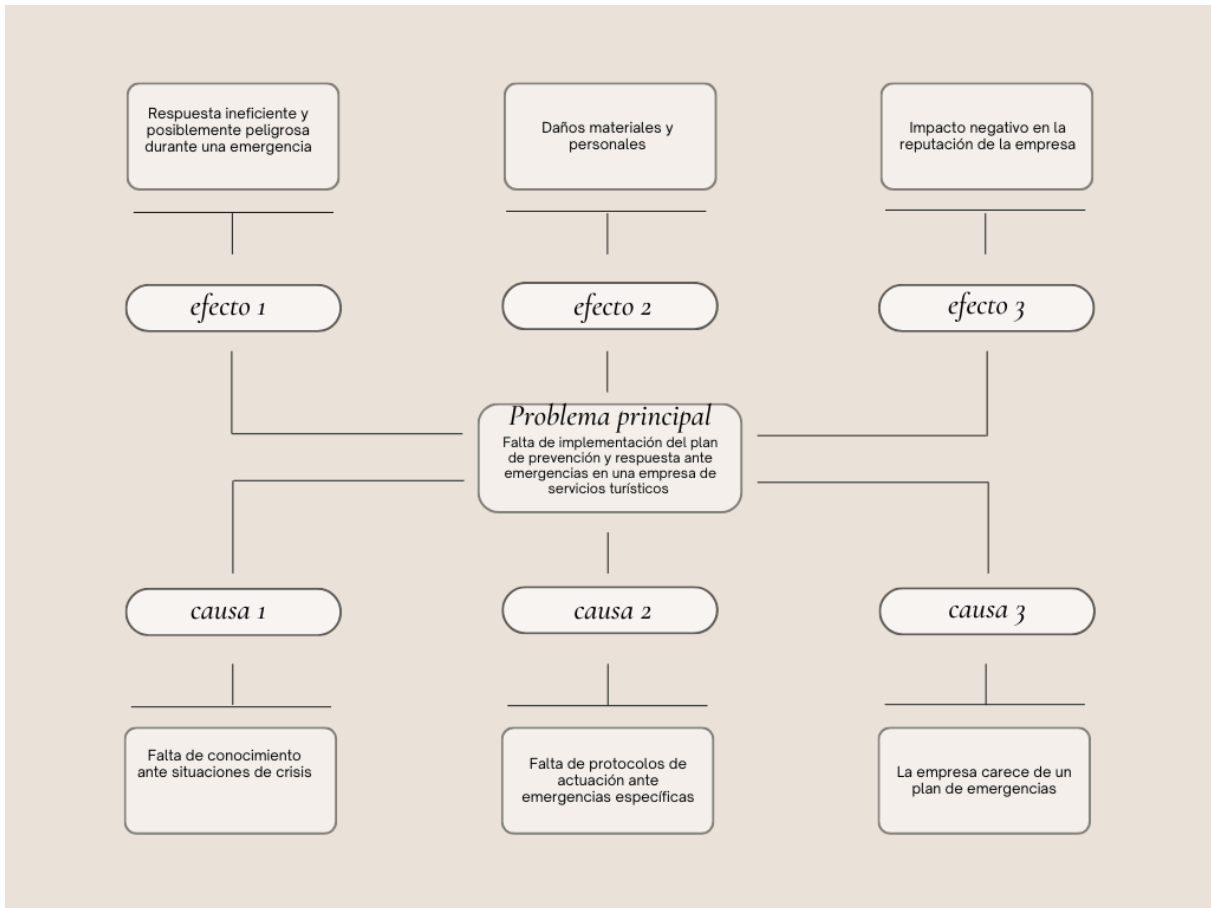 Respuesta ineficiente y
posiblemente peligrosa
durante una emergencia
Daños materiales y
personales
Impacto negativo en la
reputación de la empresa
efecto 1
efecto 2
efecto 3
Problema principal
Falta de implementación del plan
de prevención y respuesta ante
emergencias en una empresa de
servicios turísticos
causa 1
causa 2
causa 3
Falta de conocimiento
ante situaciones de crisis
Falta de protocolos de
actuación ante
emergencias específicas
La empresa carece de un
plan de emergencias